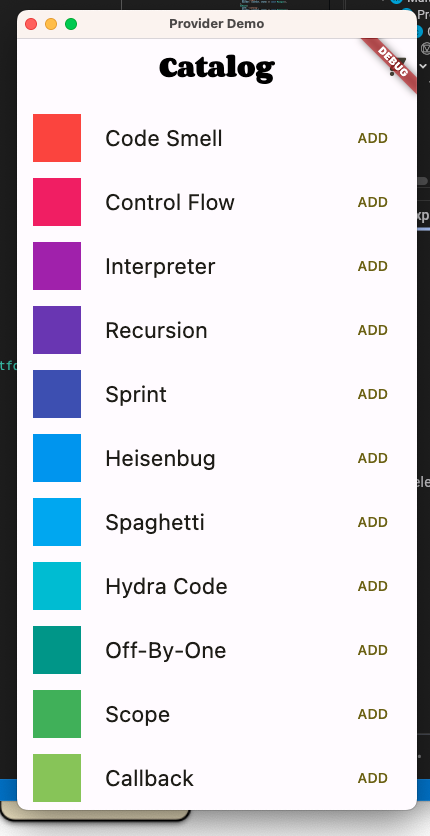 Provider Demo
Catalog
DEBUG
Code Smell ADD
Control Flow ADD
Interpreter ADD
Recursion ADD
Sprint ADD
Heisenbug ADD
Spaghetti ADD
Hydra Code ADD
Off-By-One ADD
Scope ADD
Callback ADD